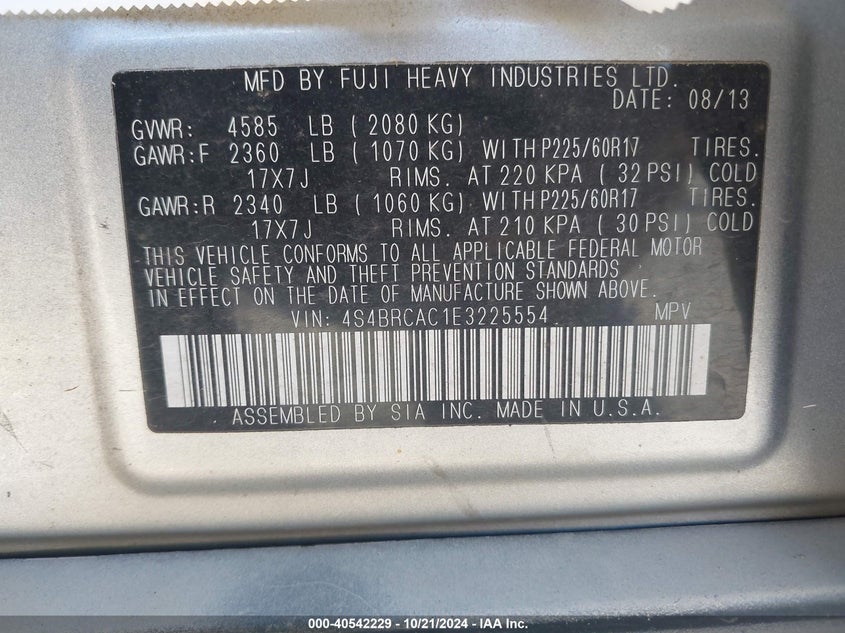 MFD BY FUJI HEAVY INDUSTRIES LTD.
DATE: 08/13
GVWR: 4585 LB ( 2080 KG)
GAWR:F 2360 LB ( 1070 KG) WITH P225/60R17 TIRES.
17X7J RIMS. AT 220 KPA ( 32 PSI) COLD
GAWR:R 2340 LB ( 1060 KG) WITH P225/60R17 TIRES.
17X7J RIMS. AT 210 KPA ( 30 PSI) COLD
THIS VEHICLE CONFORMS TO ALL APPLICABLE FEDERAL MOTOR
VEHICLE SAFETY AND THEFT PREVENTION STANDARDS
IN EFFECT ON THE DATE OF MANUFACTURE SHOWN ABOVE.
VIN: 4S4BRCAC1E3225554 MPV
ASSEMBLED BY SIA INC. MADE IN U.S.A.
000-40542229 - 10/21/2024 - IAA Inc.